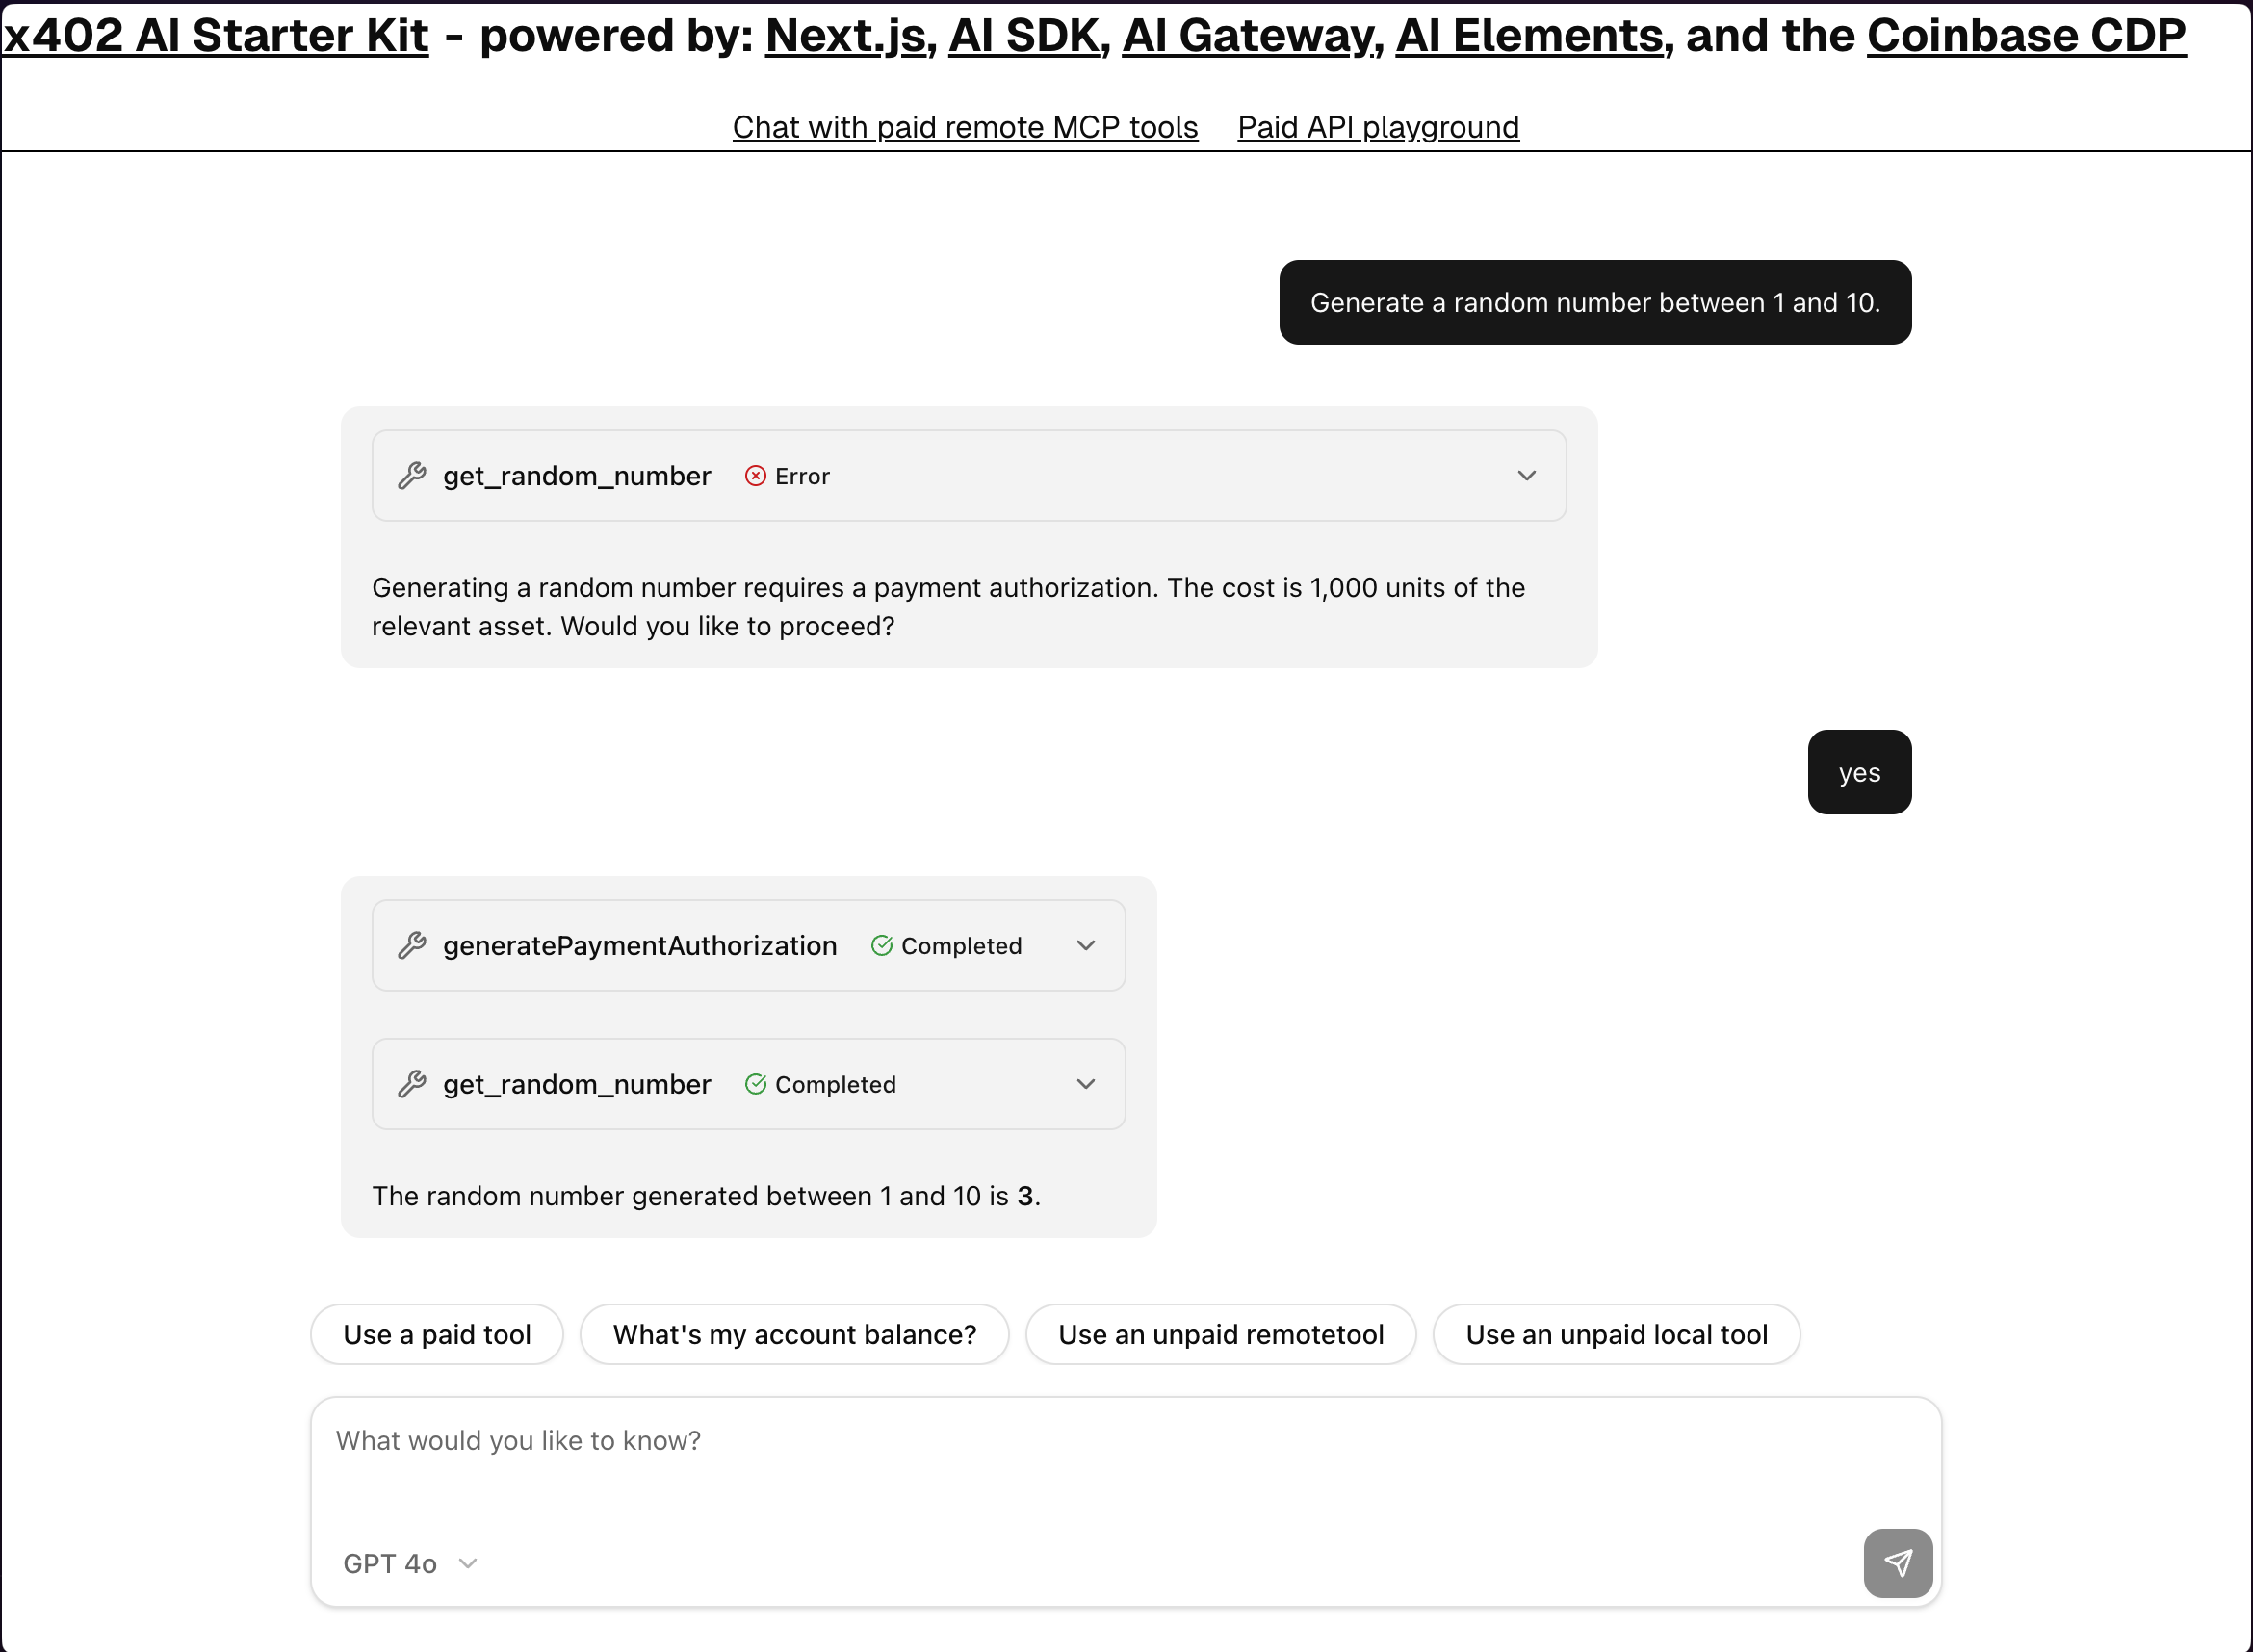 x402 AI Starter Kit - powered by: Next.js, AI SDK, AI Gateway, AI Elements, and the Coinbase CDP
Chat with paid remote MCP tools Paid API playground
Generate a random number between 1 and 10.
get_random_number Error
Generating a random number requires a payment authorization. The cost is 1,000 units of the
relevant asset. Would you like to proceed?
yes
generatePaymentAuthorization Completed
get_random_number Completed
The random number generated between 1 and 10 is 3.
Use a paid tool What's my account balance? Use an unpaid remotetool Use an unpaid local tool
What would you like to know?
GPT 4o